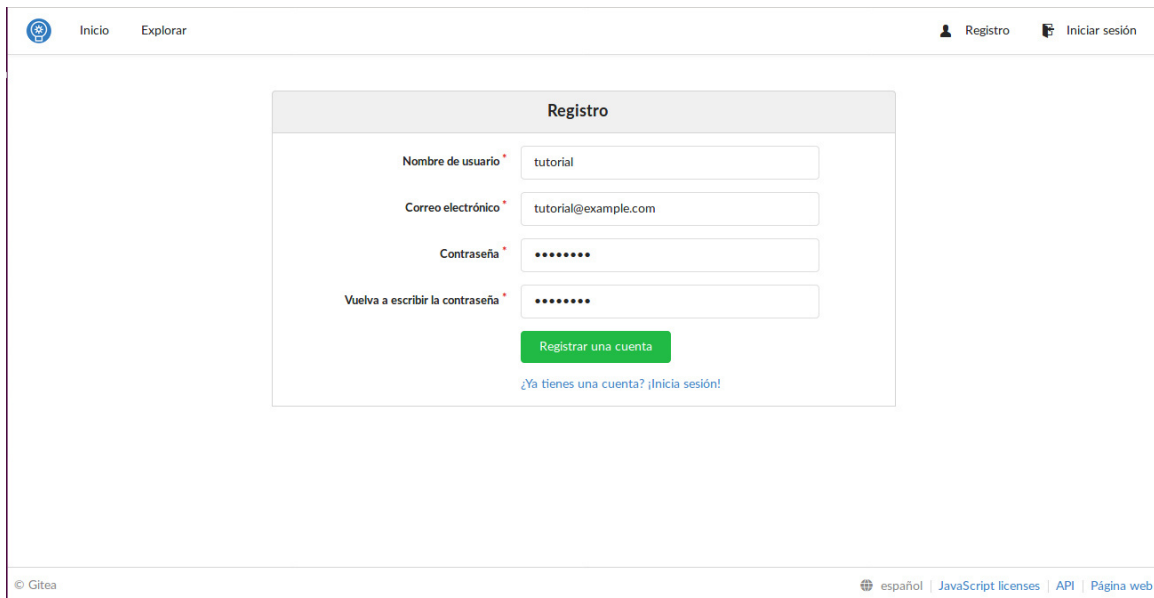 Inicio Explorar Registro Iniciar sesión
Registro
Nombre de usuario * tutorial
Correo electrónico * tutorial@example.com
Contraseña * ••••••••
Vuelva a escribir la contraseña * ••••••••
Registrar una cuenta
¿Ya tienes una cuenta? ¡Inicia sesión!
© Gitea español JavaScript licenses API Página web